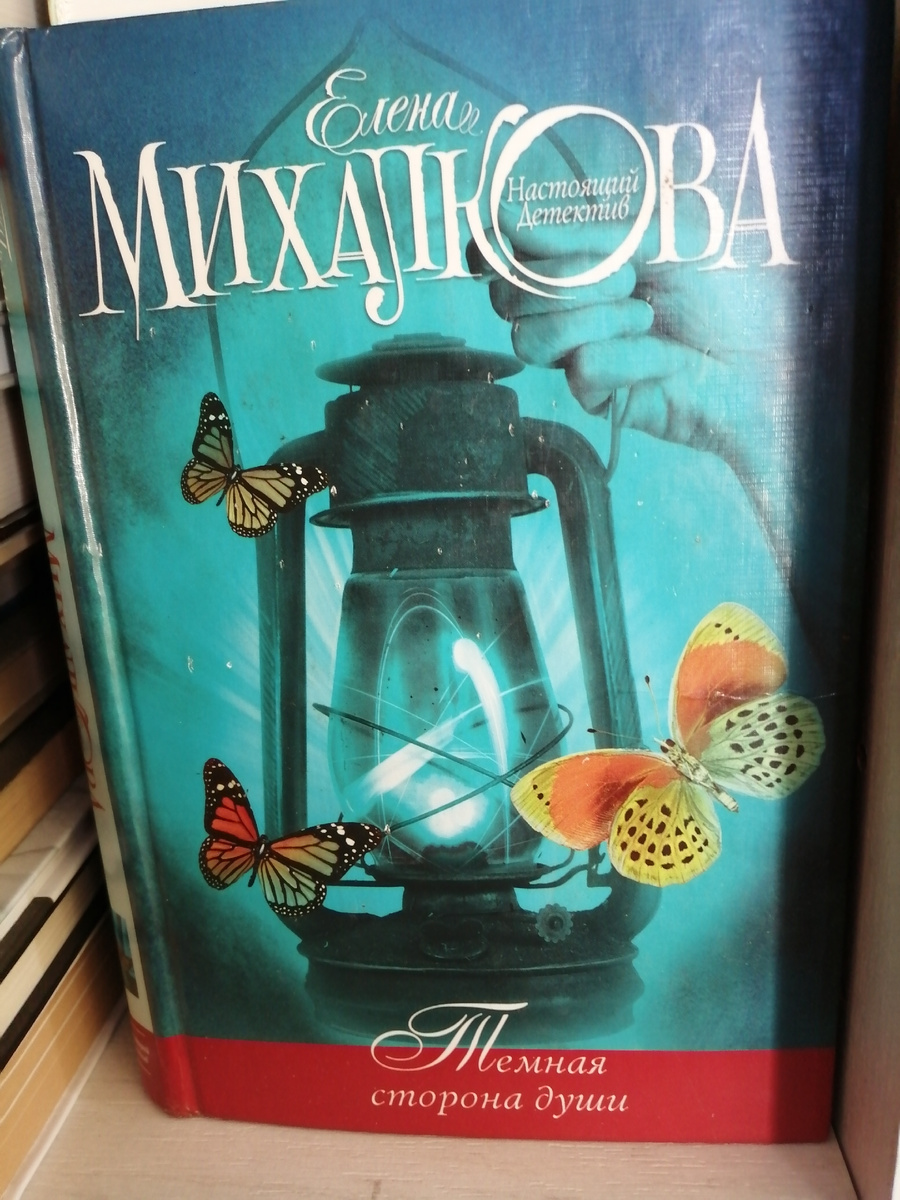 Елена
МИХАЛКОВА
Настоящий
Детектив
Темная
сторона души